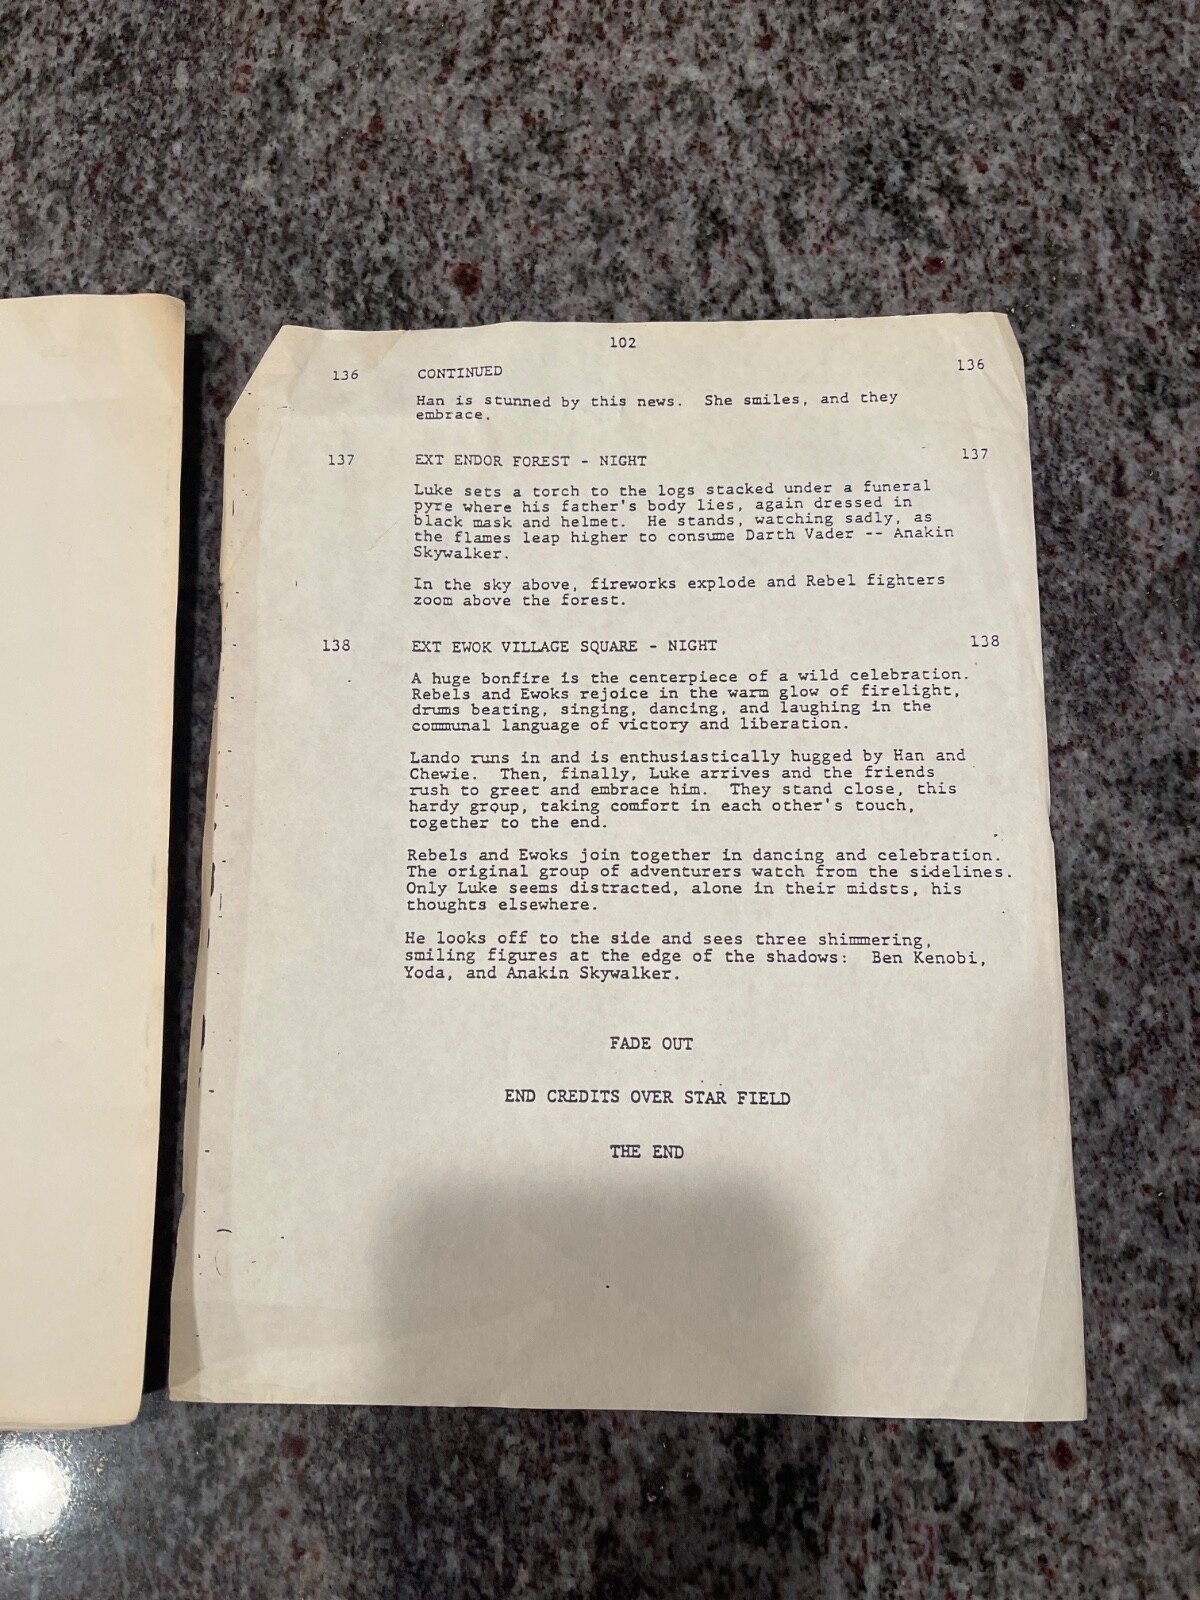 102
136 CONTINUED 136
Han is stunned by this news. She smiles, and they
embrace.
137 EXT ENDOR FOREST - NIGHT 137
Luke sets a torch to the logs stacked under a funeral
pyre where his father's body lies, again dressed in
black mask and helmet. He stands, watching sadly, as
the flames leap higher to consume Darth Vader -- Anakin
Skywalker.
In the sky above, fireworks explode and Rebel fighters
zoom above the forest.
138 EXT EWOK VILLAGE SQUARE - NIGHT 138
A huge bonfire is the centerpiece of a wild celebration.
Rebels and Ewoks rejoice in the warm glow of firelight,
drums beating, singing, dancing, and laughing in the
communal language of victory and liberation.
Lando runs in and is enthusiastically hugged by Han and
Chewie. Then, finally, Luke arrives and the friends
rush to greet and embrace him. They stand close, this
hardy group, taking comfort in each other's touch,
together to the end.
Rebels and Ewoks join together in dancing and celebration.
The original group of adventurers watch from the sidelines.
Only Luke seems distracted, alone in their midsts, his
thoughts elsewhere.
He looks off to the side and sees three shimmering,
smiling figures at the edge of the shadows: Ben Kenobi,
Yoda, and Anakin Skywalker.
FADE OUT
END CREDITS OVER STAR FIELD
THE END